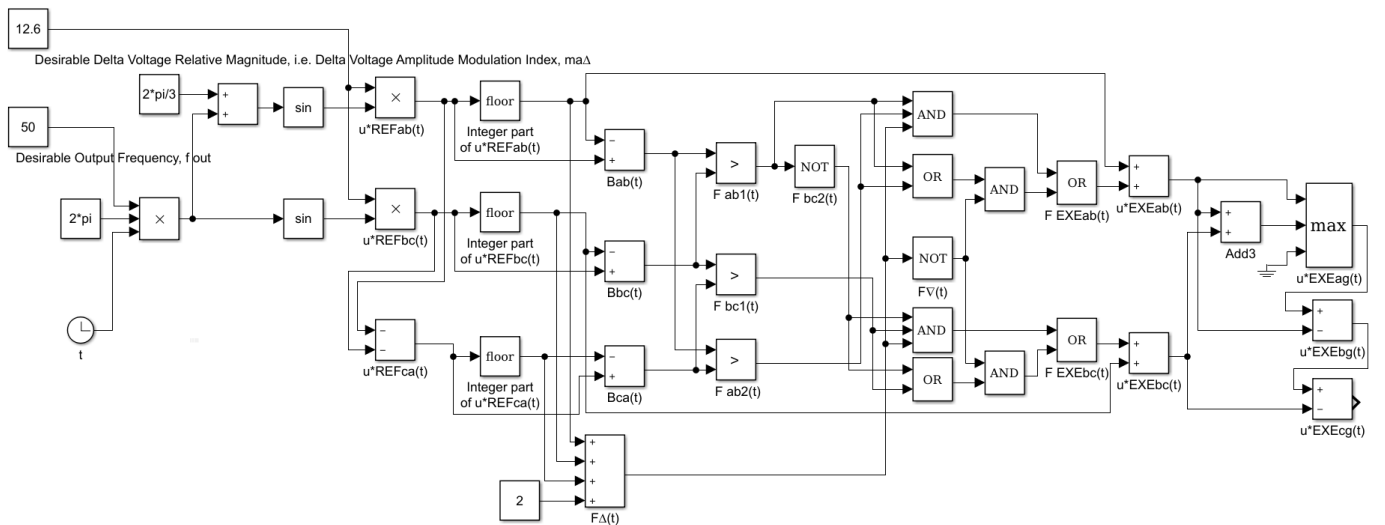 12.6
Desirable Delta Voltage Relative Magnitude, i.e. Delta Voltage Amplitude Modulation Index, ma∆
2*pi/3
+
+
sin
×
u*REFab(t)
floor
Integer part
of u*REFab(t)
50
Desirable Output Frequency, f out
2*pi
×
sin
×
u*REFbc(t)
floor
Integer part
of u*REFbc(t)
t
−
−
u*REFca(t)
floor
Integer part
of u*REFca(t)
2
+
+
+
+
F∆(t)
−
+
Bab(t)
−
+
Bbc(t)
−
+
Bca(t)
>
F ab1(t)
>
F bc1(t)
>
F ab2(t)
NOT
F bc2(t)
AND
OR
AND
OR
F EXEab(t)
NOT
F∇(t)
AND
OR
AND
OR
F EXEbc(t)
+
+
u*EXEab(t)
+
+
u*EXEbc(t)
+
+
Add3
max
u*EXEag(t)
+
−
u*EXEbg(t)
+
−
u*EXEcg(t)